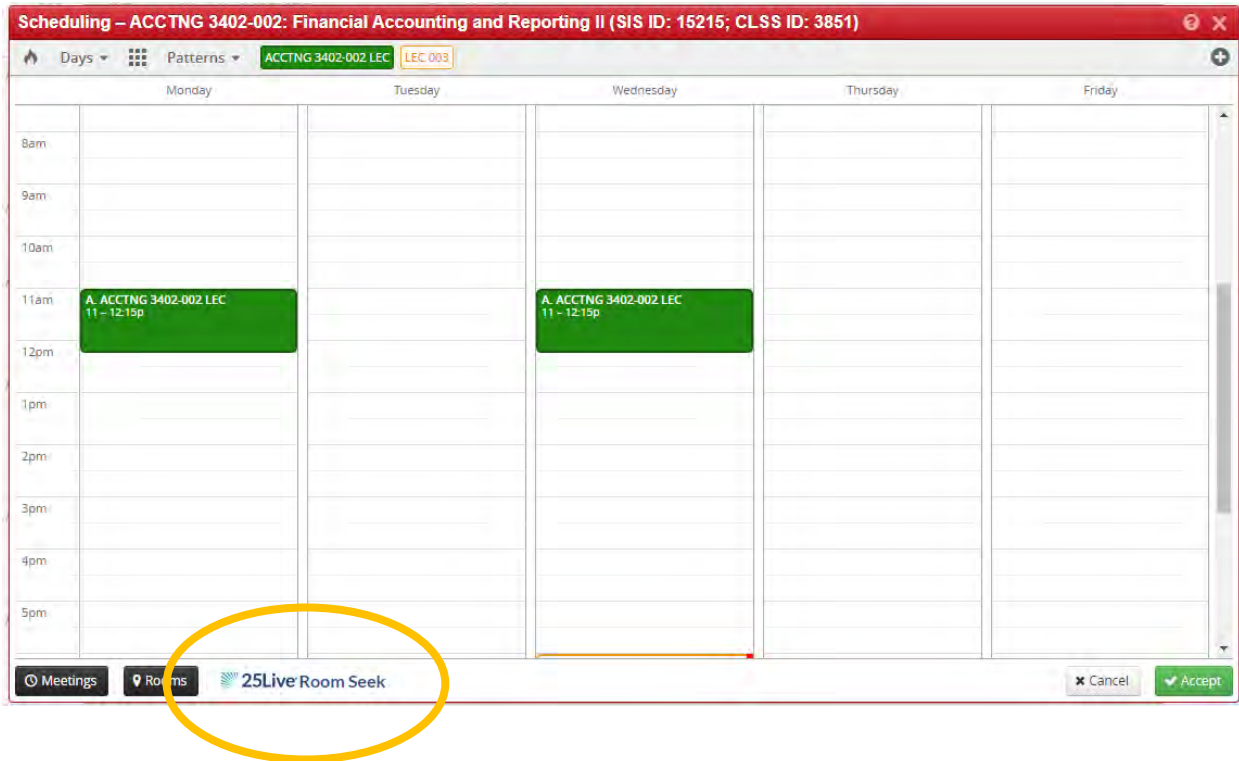 Scheduling – ACCTNG 3402-002: Financial Accounting and Reporting II (SIS ID: 15215; CLSS ID: 3851)
Days Patterns ACCTNG 3402-002 LEC LEC 003
Monday Tuesday Wednesday Thursday Friday
8am
9am
10am
11am
A. ACCTNG 3402-002 LEC A. ACCTNG 3402-002 LEC
11 – 12:15p 11 – 12:15p
12pm
1pm
2pm
3pm
4pm
5pm
Meetings Rooms 25Live Room Seek Cancel Accept